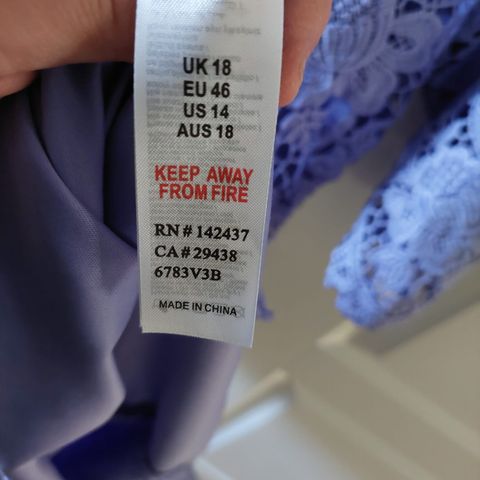 UK 18
EU 46
US 14
AUS 18
KEEP AWAY
FROM FIRE
RN # 142437
CA # 29438
6783V3B
MADE IN CHINA